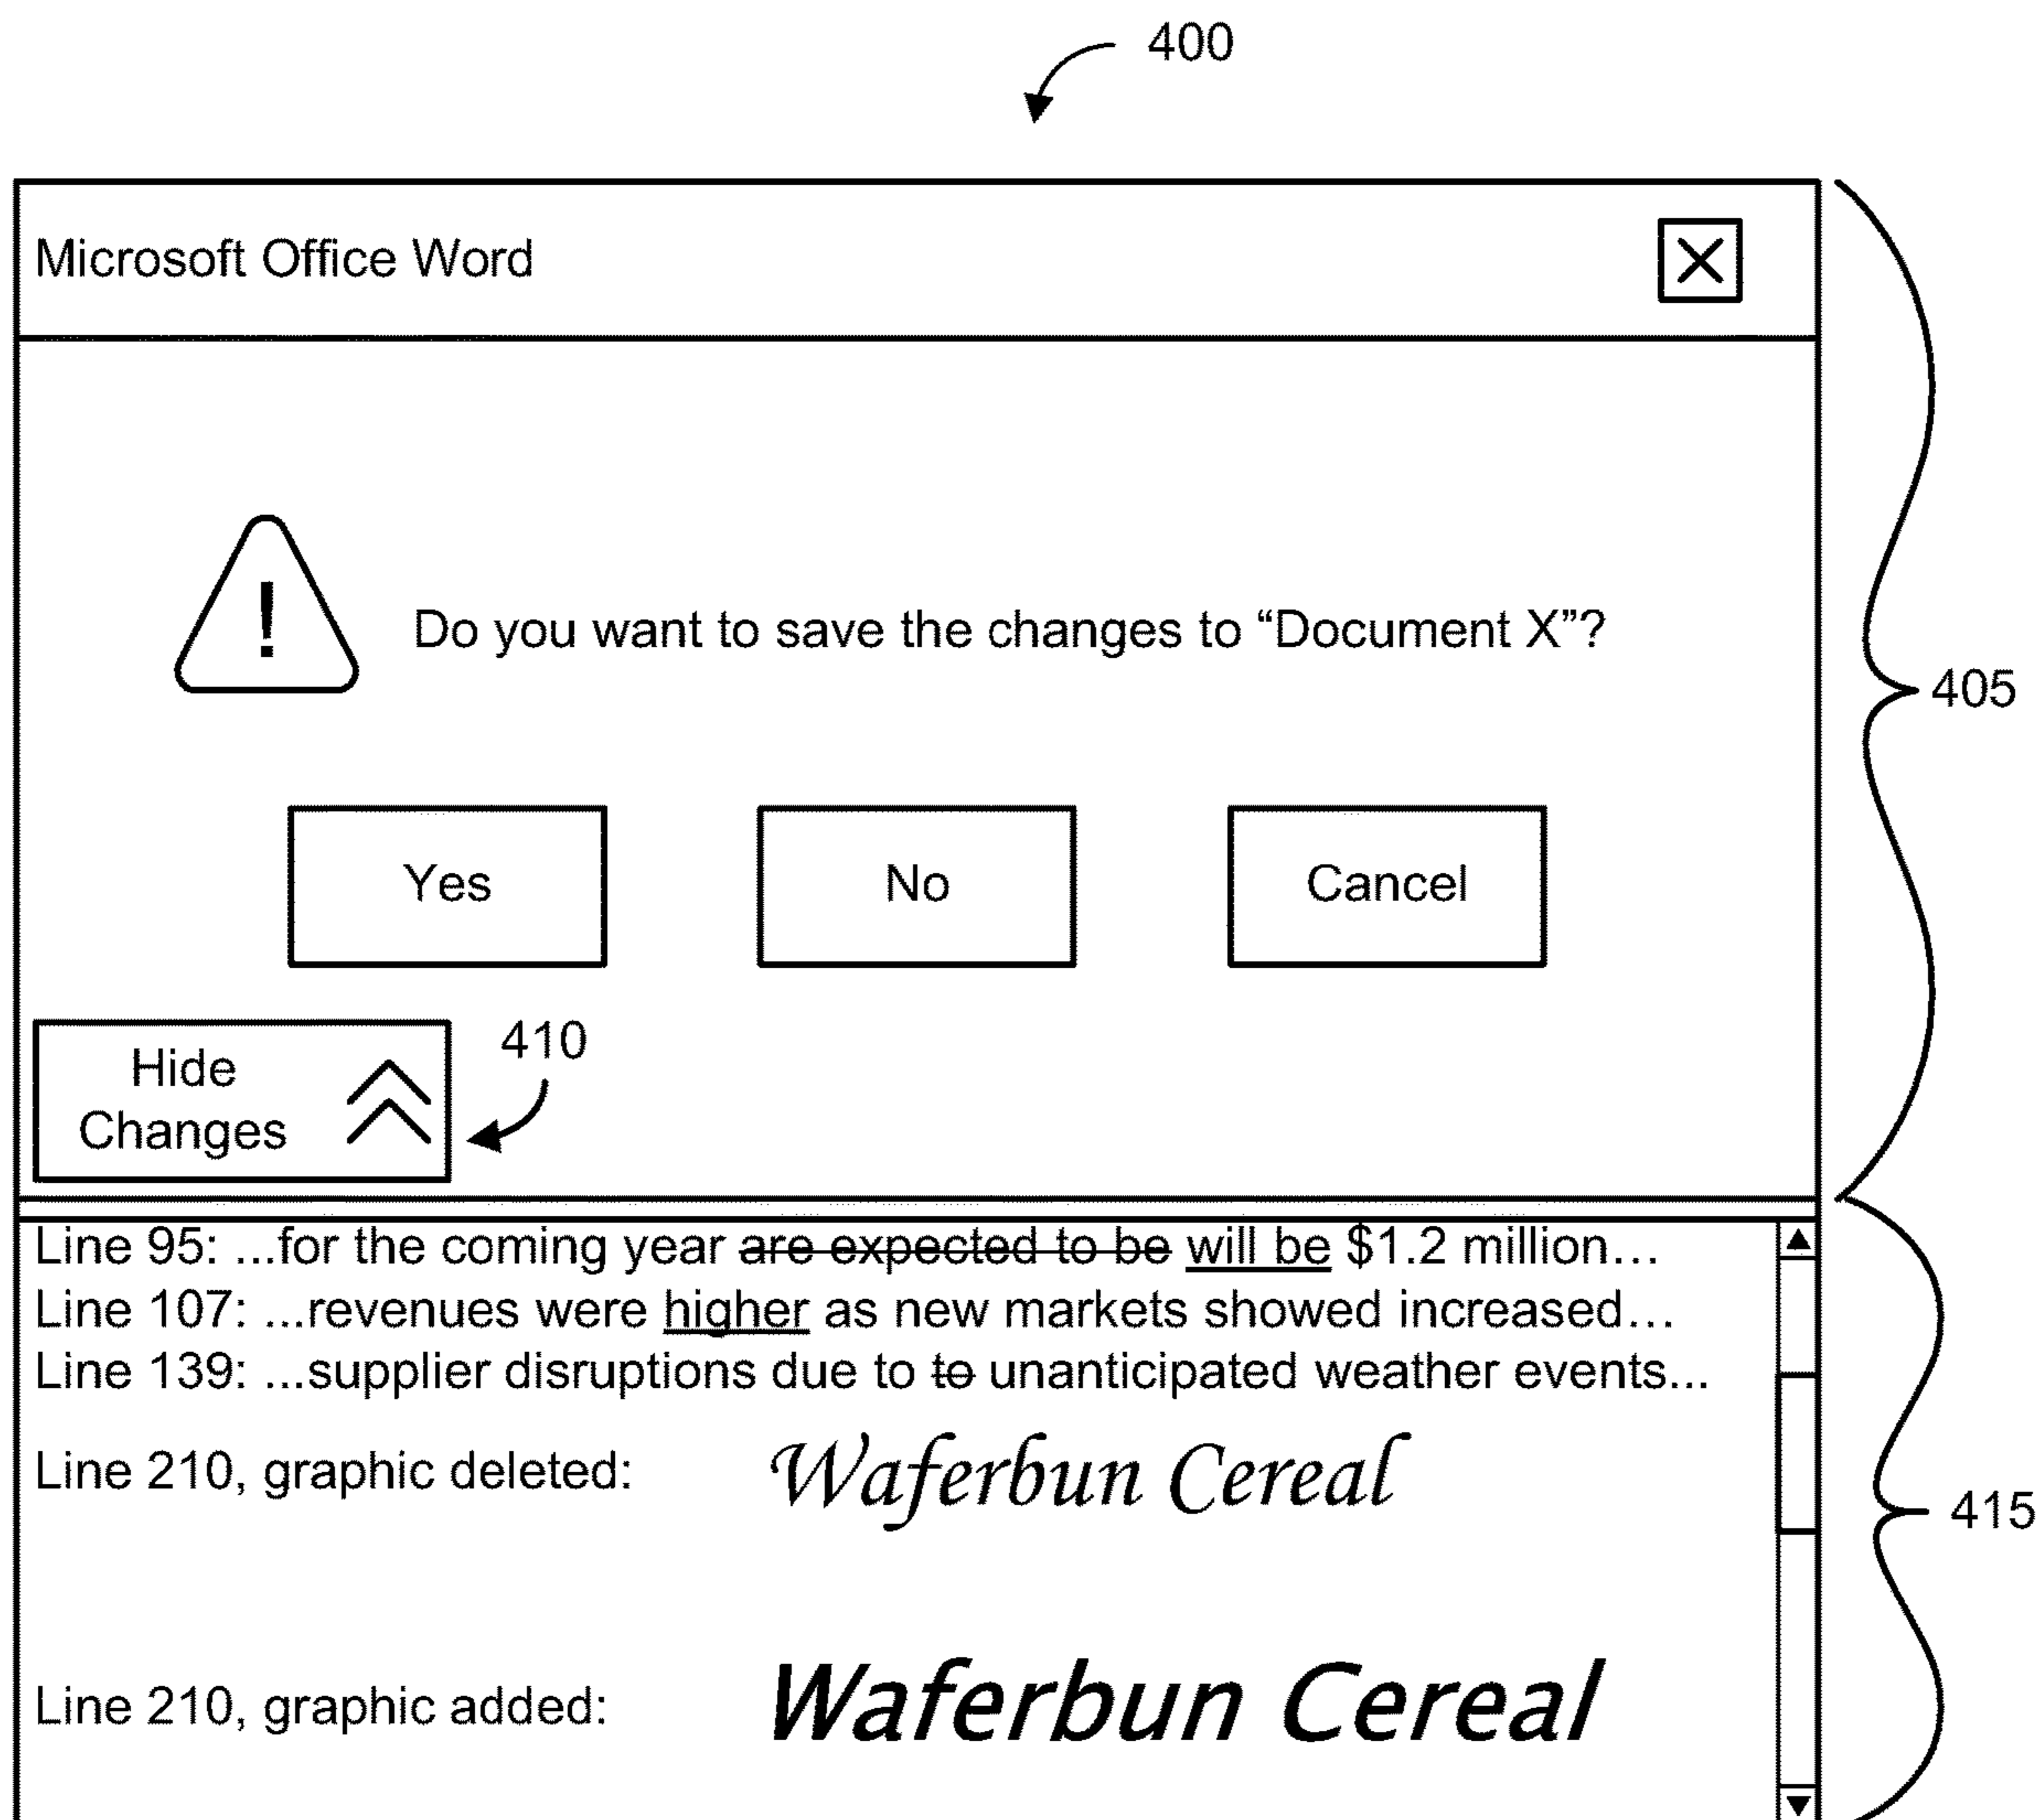 400
Microsoft Office Word
! Do you want to save the changes to “Document X”?
405
Yes No Cancel
Hide
Changes
410
Line 95: ...for the coming year are expected to be will be $1.2 million...
Line 107: ...revenues were higher as new markets showed increased...
Line 139: ...supplier disruptions due to to unanticipated weather events...
Line 210, graphic deleted: Waferbun Cereal
415
Line 210, graphic added: Waferbun Cereal